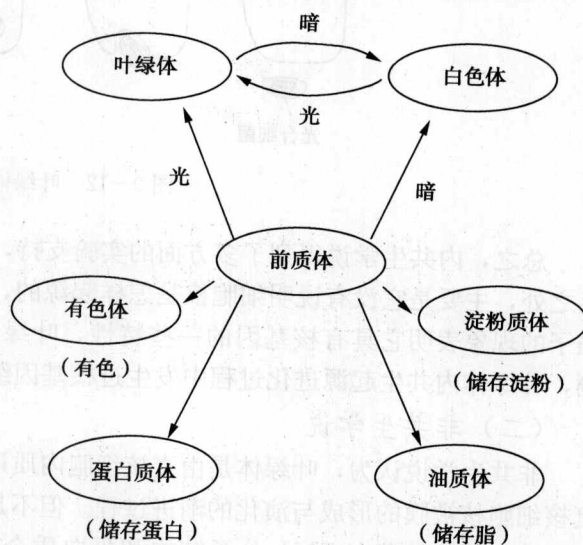 暗
叶绿体
白色体
光
光
暗
前质体
有色体
淀粉质体
(有色)
(储存淀粉)
蛋白质体
油质体
(储存蛋白)
(储存脂)